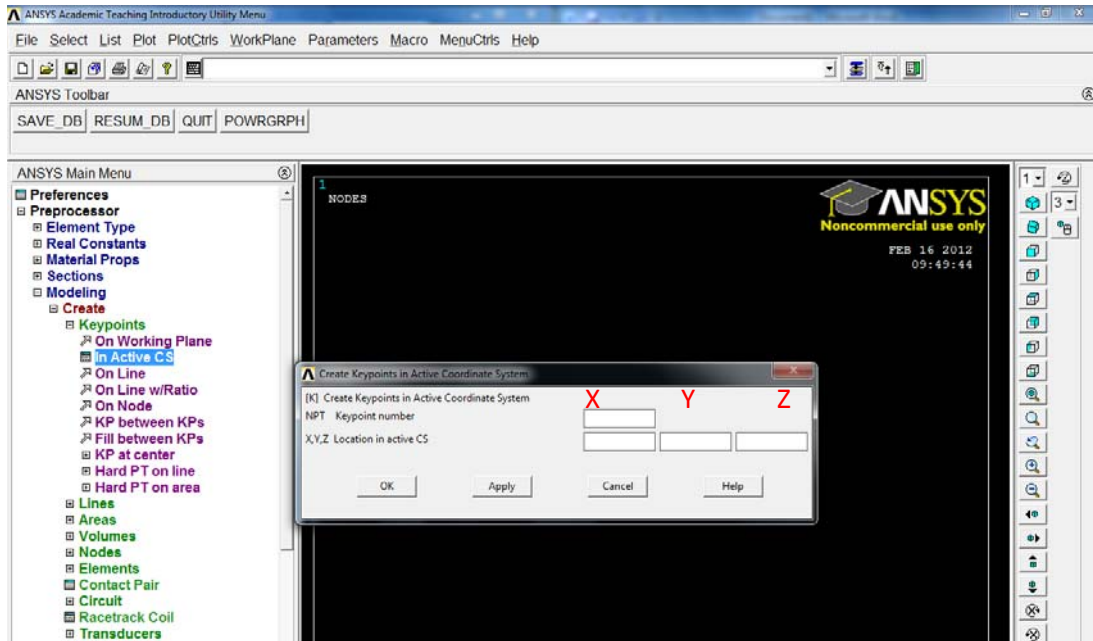 ANSYS Academic Teaching Introductory Utility Menu
File Select List Plot PlotCtrls WorkPlane Parameters Macro MenuCtrls Help
ANSYS Toolbar
SAVE_DB RESUM_DB QUIT POWRGRPH
ANSYS Main Menu
Preferences
Preprocessor
Element Type
Real Constants
Material Props
Sections
Modeling
Create
Keypoints
On Working Plane
In Active CS
On Line
On Line w/Ratio
On Node
KP between KPs
Fill between KPs
KP at center
Hard PT on line
Hard PT on area
Lines
Areas
Volumes
Nodes
Elements
Contact Pair
Circuit
Racetrack Coil
Transducers
1
NODES
ANSYS
Noncommercial use only
FEB 16 2012
09:49:44
Create Keypoints in Active Coordinate System
[K] Create Keypoints in Active Coordinate System
X Y Z
NPT Keypoint number
X,Y,Z Location in active CS
OK Apply Cancel Help
1
3